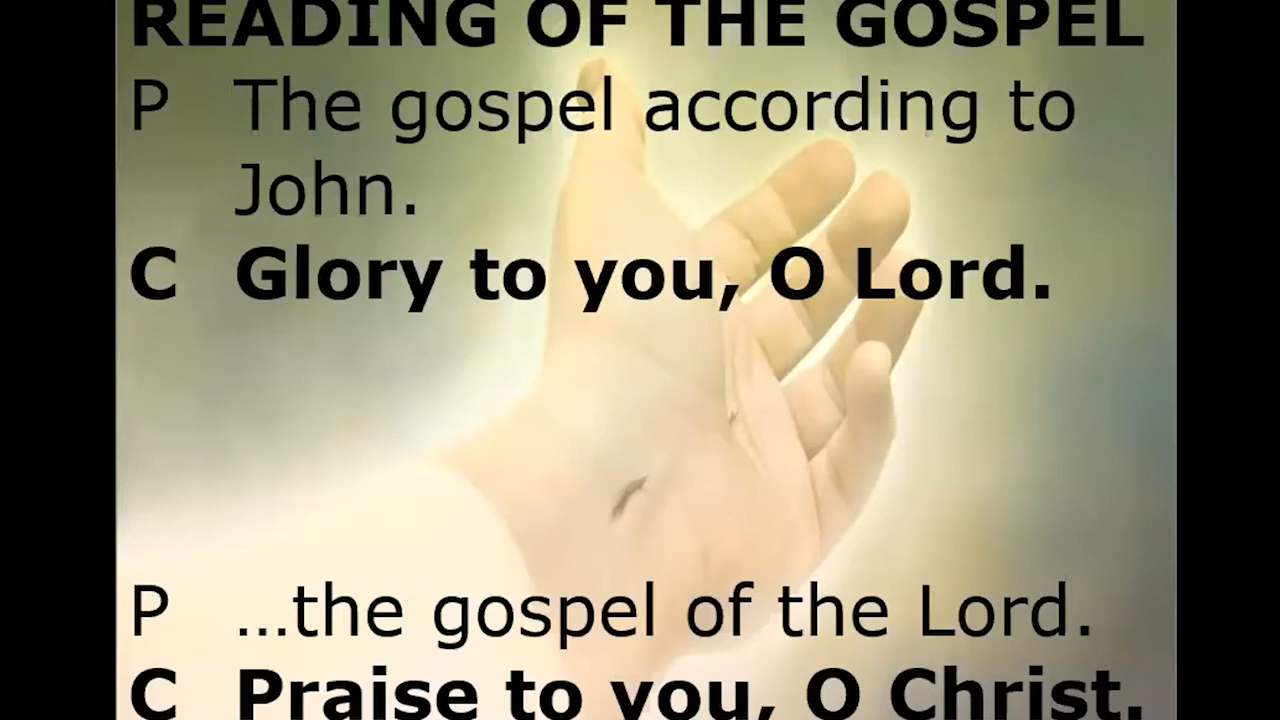 READING OF THE GOSPEL
P The gospel according to
John.
C Glory to you, O Lord.
P …the gospel of the Lord.
C Praise to you, O Christ.